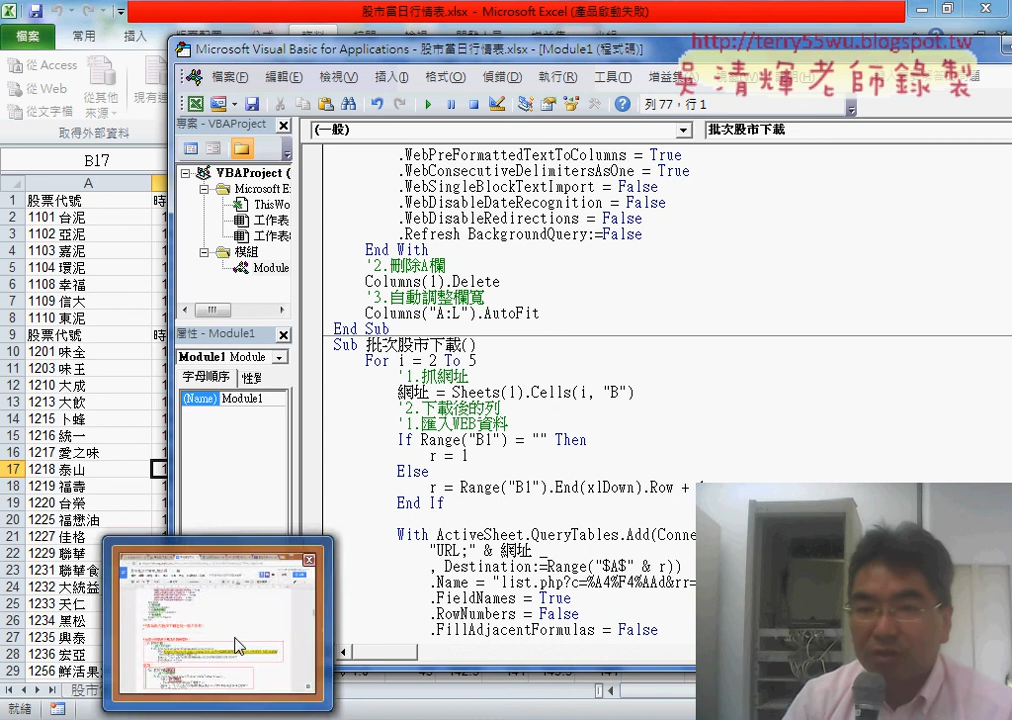 股市當日行情表.xlsx - Microsoft Excel (產品啟動失敗)
檔案
常用
插入
從 Access
從 Web
從文字檔
從其他
來源
現有連
取得外部資料
B17
A
1 股票代號 時
2 1101 台泥
3 1102 亞泥
4 1103 嘉泥
5 1104 環泥
6 1108 幸福
7 1109 信大
8 1110 東泥
9 股票代號 時
10 1201 味全
11 1203 味王
12 1210 大成
13 1213 大飲
14 1215 卜蜂
15 1216 統一
16 1217 愛之味
17 1218 泰山
18 1219 福壽
19 1220 台榮
20 1225 福懋油
21 1227 佳格
22 1229 聯華
23 1231 聯華食
24 1232 大統益
25 1233 天仁
26 1234 黑松
27 1235 興泰
28 1236 宏亞
29 1256 鮮活果
就緒
Microsoft Visual Basic for Applications - 股市當日行情表.xlsx - [Module1 (程式碼)]
http://terry55wu.blogspot.tw
吳清輝老師錄製
檔案(F) 編輯(E) 檢視(V) 插入(I) 格式(O) 偵錯(D) 執行(R) 工具(T)
列 77，行 1
專案 - VBAProject
VBAProject (
Microsoft E
ThisWo
工作表
工作表
模組
Module
屬性 - Module1
Module1 Module
字母順序 性質
(Name) Module1
(一般)
批次股市下載
.WebPreFormattedTextToColumns = True
.WebConsecutiveDelimitersAsOne = True
.WebSingleBlockTextImport = False
.WebDisableDateRecognition = False
.WebDisableRedirections = False
.Refresh BackgroundQuery:=False
End With
'2.刪除A欄
Columns(1).Delete
'3.自動調整欄寬
Columns("A:L").AutoFit
End Sub
Sub 批次股市下載()
For i = 2 To 5
'1.抓網址
網址 = Sheets(1).Cells(i, "B")
'2.下載後的列
'1.匯入WEB資料
If Range("B1") = "" Then
r = 1
Else
r = Range("B1").End(xlDown).Row +
End If
With ActiveSheet.QueryTables.Add(Conne
"URL;" & 網址 _
, Destination:=Range("$A$" & r))
.Name = "list.php?c=%A4%F4%AAd&rr=
.FieldNames = True
.RowNumbers = False
.FillAdjacentFormulas = False